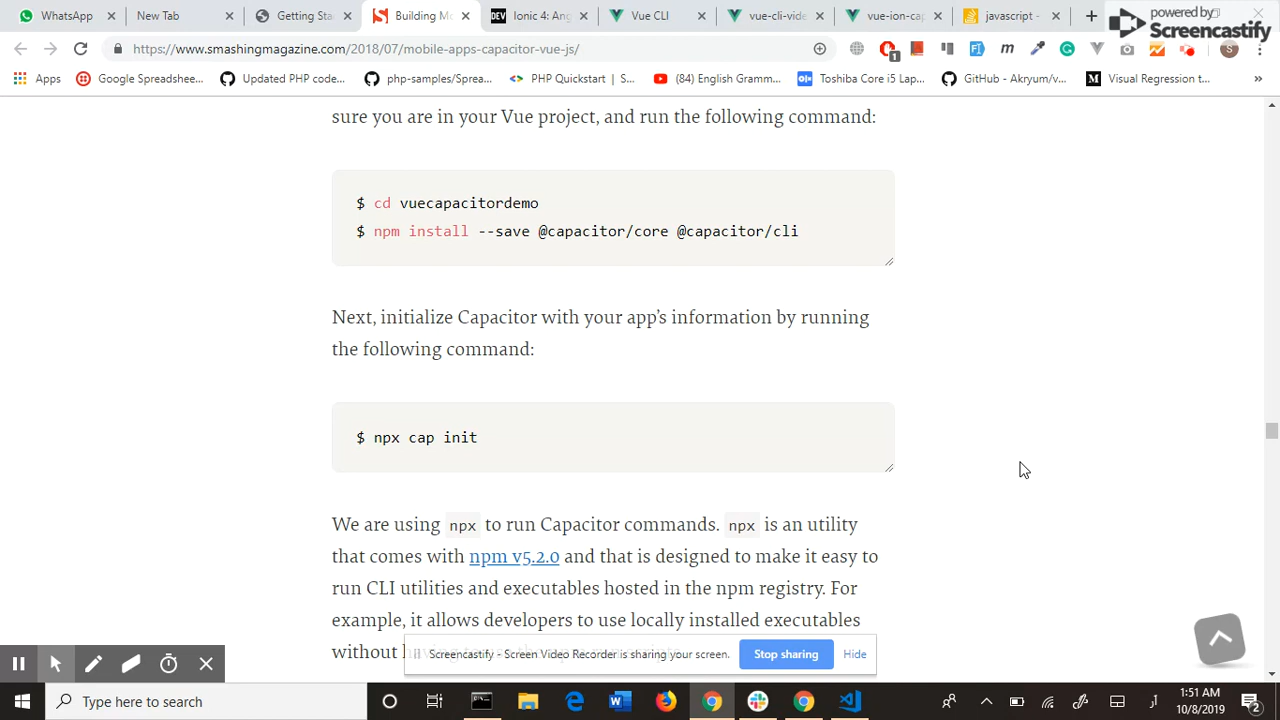 WhatsApp
New Tab
Getting Sta
Building Mo
DEV
Ionic 4: Ang
Vue CLI
vue-cli-vide
vue-ion-cap
javascript -
powered by
Screencastify
https://www.smashingmagazine.com/2018/07/mobile-apps-capacitor-vue-js/
1
m
S
Apps
Google Spreadshee...
Updated PHP code...
php-samples/Sprea...
PHP Quickstart | S...
(84) English Gramm...
Toshiba Core i5 Lap...
GitHub - Akryum/v...
Visual Regression t...
»
sure you are in your Vue project, and run the following command:
$ cd vuecapacitordemo
$ npm install --save @capacitor/core @capacitor/cli
Next, initialize Capacitor with your app’s information by running
the following command:
$ npx cap init
We are using npx to run Capacitor commands. npx is an utility
that comes with npm v5.2.0 and that is designed to make it easy to
run CLI utilities and executables hosted in the npm registry. For
example, it allows developers to use locally installed executables
without
Screencastify - Screen Video Recorder is sharing your screen.
Stop sharing
Hide
Type here to search
1:51 AM
10/8/2019
2